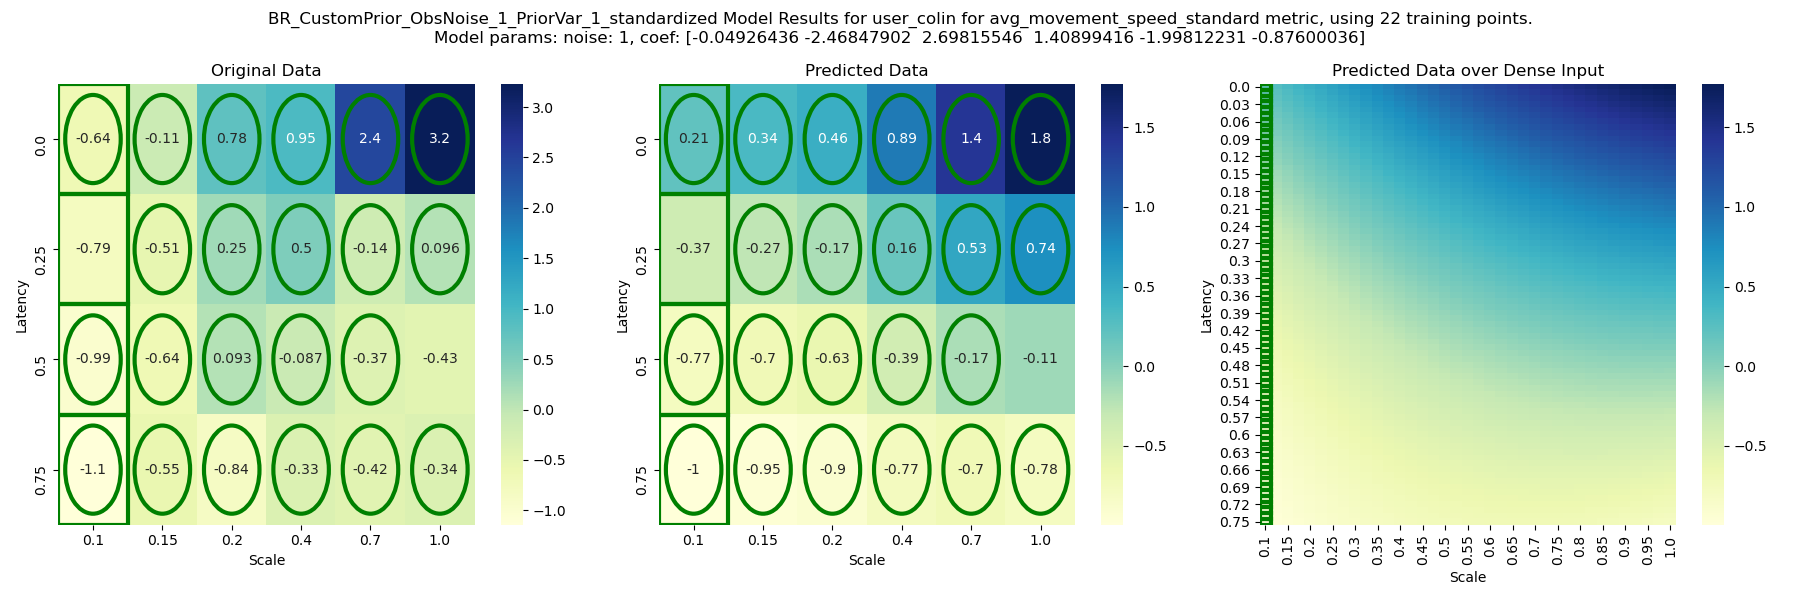 BR_CustomPrior_ObsNoise_1_PriorVar_1_standardized Model Results for user_colin for avg_movement_speed_standard metric, using 22 training points.
Model params: noise: 1, coef: [-0.04926436 -2.46847902  2.69815546  1.40899416 -1.99812231 -0.87600036]
Original Data
-0.64 -0.11 0.78 0.95 2.4 3.2
-0.79 -0.51 0.25 0.5 -0.14 0.096
-0.99 -0.64 0.093 -0.087 -0.37 -0.43
-1.1 -0.55 -0.84 -0.33 -0.42 -0.34
0.0
0.25
0.5
0.75
Latency
0.1 0.15 0.2 0.4 0.7 1.0
Scale
3.0
2.5
2.0
1.5
1.0
0.5
0.0
−0.5
−1.0
Predicted Data
0.21 0.34 0.46 0.89 1.4 1.8
-0.37 -0.27 -0.17 0.16 0.53 0.74
-0.77 -0.7 -0.63 -0.39 -0.17 -0.11
-1 -0.95 -0.9 -0.77 -0.7 -0.78
0.0
0.25
0.5
0.75
Latency
0.1 0.15 0.2 0.4 0.7 1.0
Scale
1.5
1.0
0.5
0.0
−0.5
Predicted Data over Dense Input
0.0
0.03
0.06
0.09
0.12
0.15
0.18
0.21
0.24
0.27
0.3
0.33
0.36
0.39
0.42
0.45
0.48
0.51
0.54
0.57
0.6
0.63
0.66
0.69
0.72
0.75
Latency
0.1 0.15 0.2 0.25 0.3 0.35 0.4 0.45 0.5 0.55 0.6 0.65 0.7 0.75 0.8 0.85 0.9 0.95 1.0
Scale
1.5
1.0
0.5
0.0
−0.5